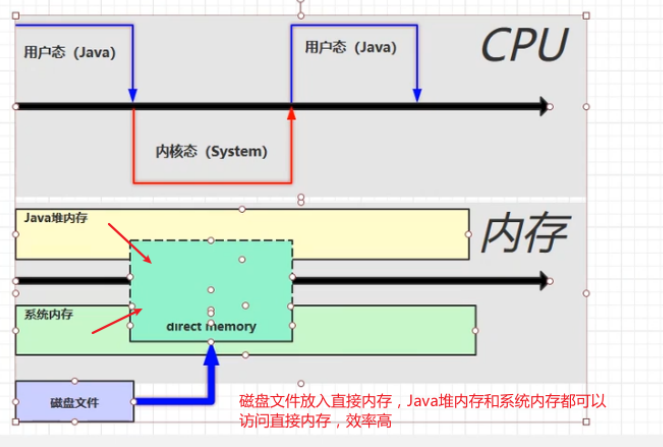 用户态（Java）
用户态（Java）
CPU
内核态（System）
Java堆内存
内存
系统内存
direct memory
磁盘文件
磁盘文件放入直接内存，Java堆内存和系统内存都可以
访问直接内存，效率高